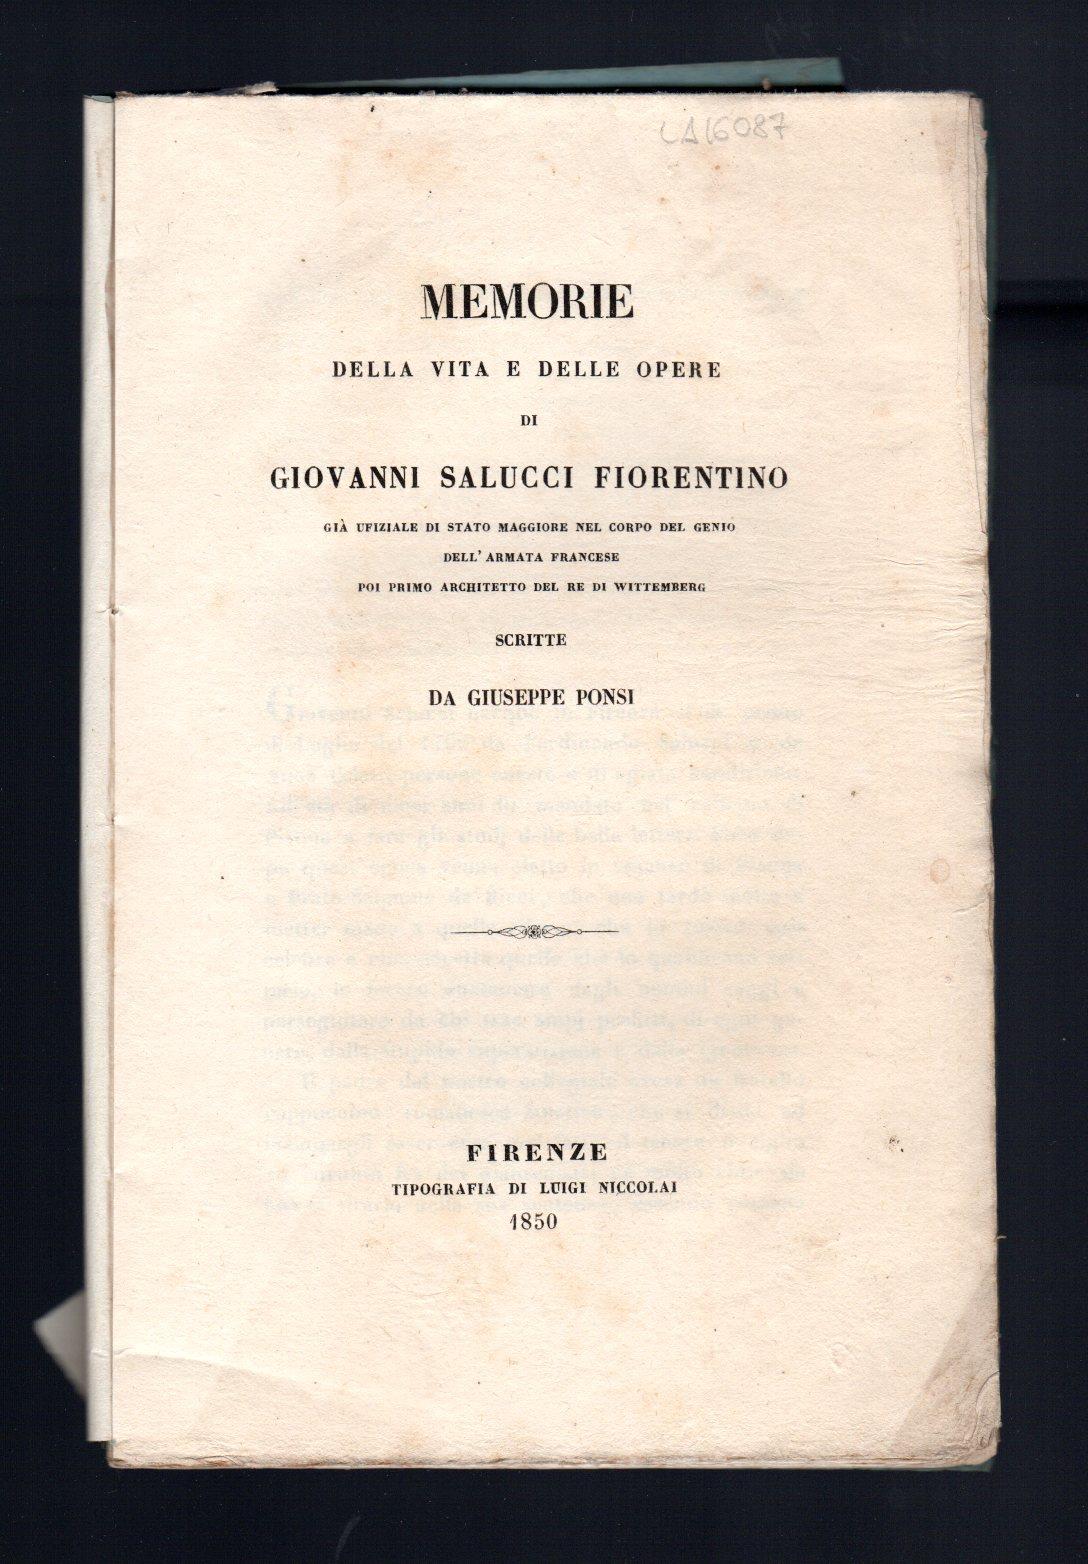 LA16087
MEMORIE
DELLA VITA E DELLE OPERE
DI
GIOVANNI SALUCCI FIORENTINO
GIÀ UFIZIALE DI STATO MAGGIORE NEL CORPO DEL GENIO
DELL' ARMATA FRANCESE
POI PRIMO ARCHITETTO DEL RE DI WITTEMBERG
SCRITTE
DA GIUSEPPE PONSI
FIRENZE
TIPOGRAFIA DI LUIGI NICCOLAI
1850